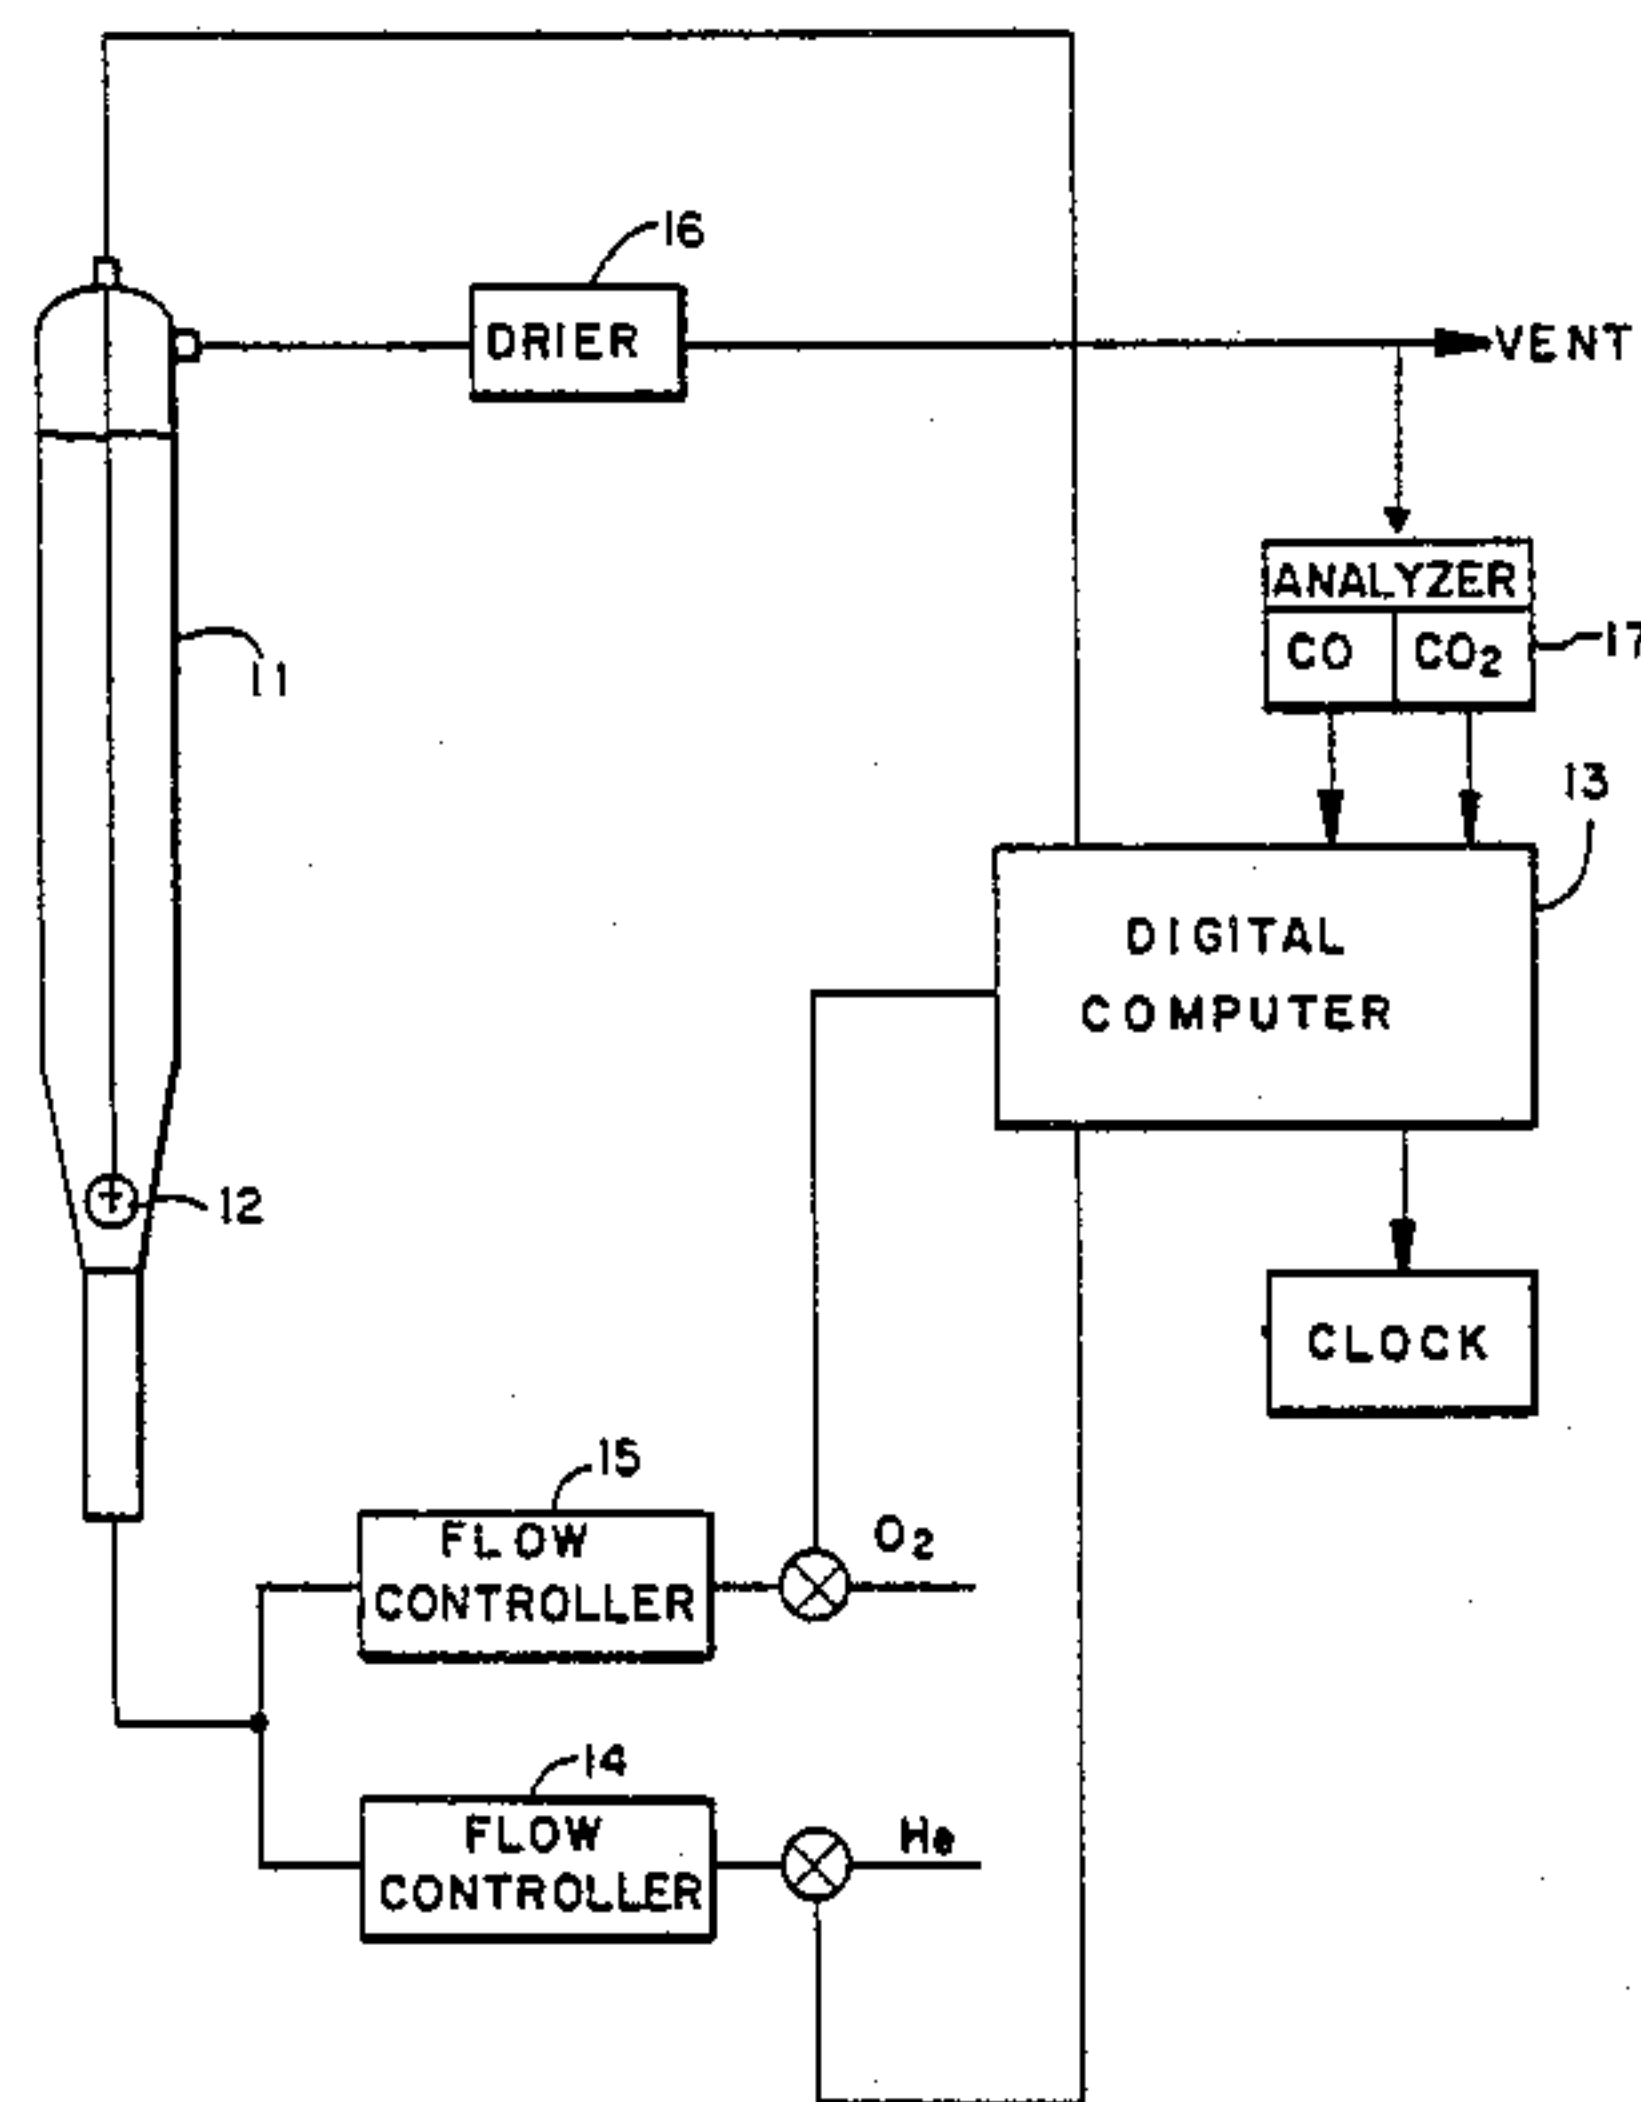 16
DRIER
VENT
ANALYZER
CO CO2
17
11
13
DIGITAL
COMPUTER
12
CLOCK
15
FLOW
CONTROLLER
O2
14
FLOW
CONTROLLER
He